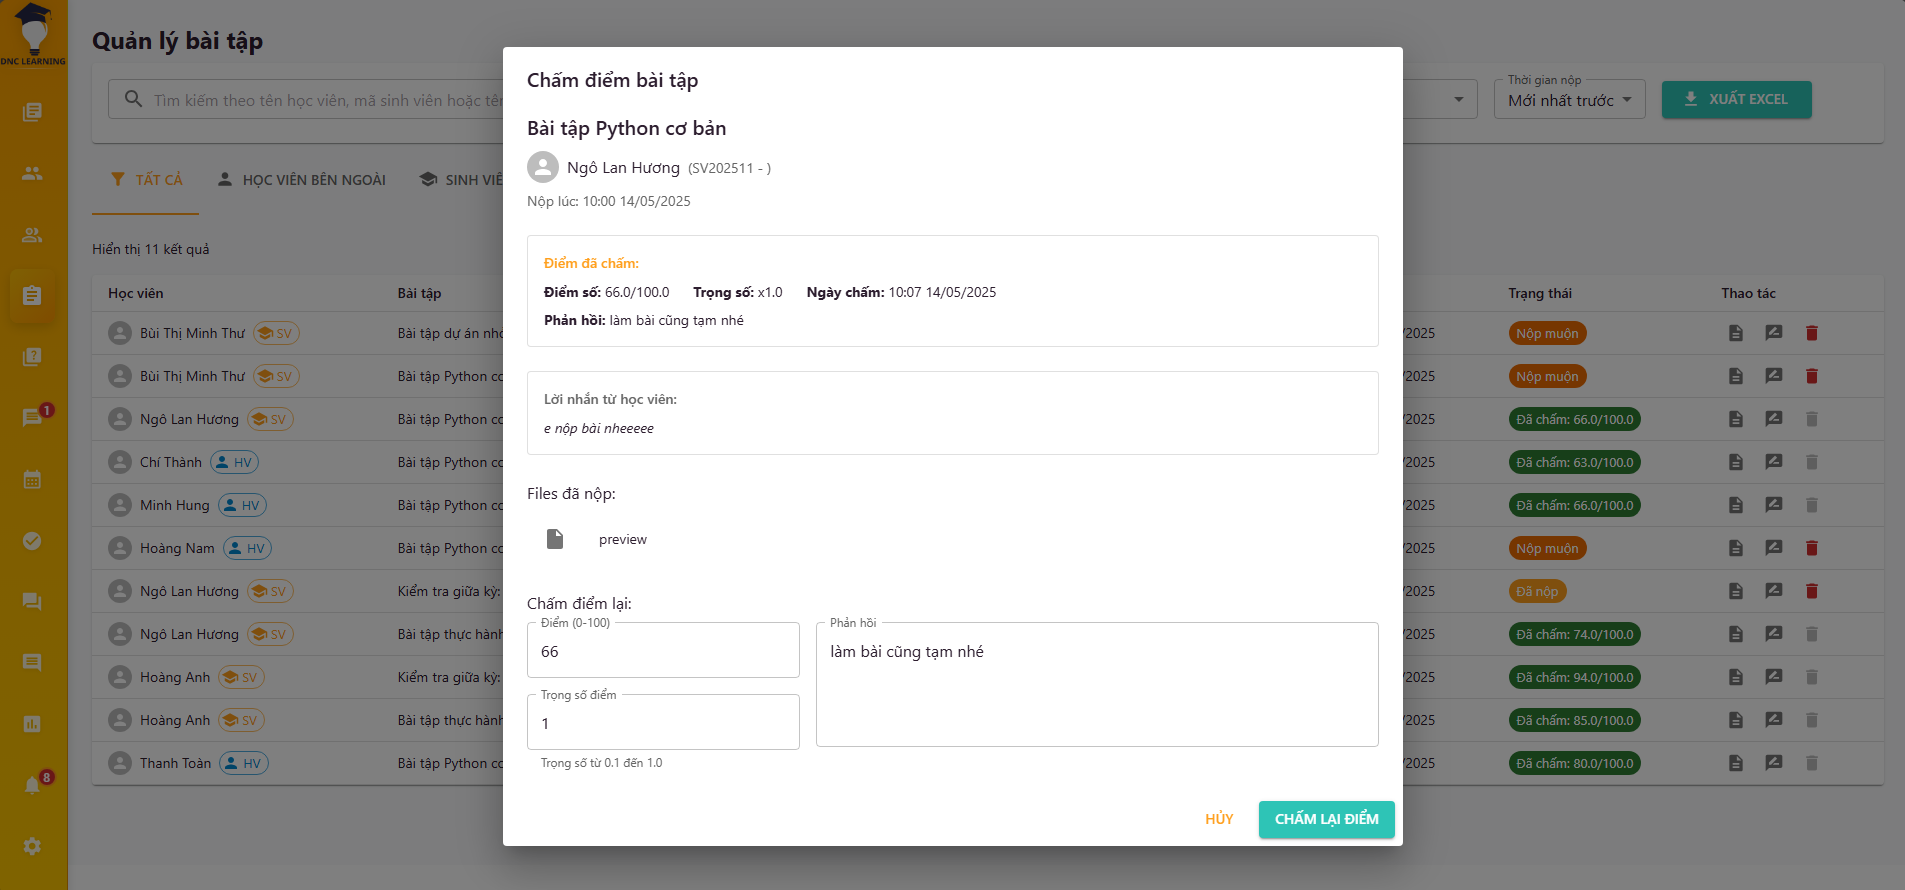 DNC LEARNING
1
8
Quản lý bài tập
Tìm kiếm theo tên học viên, mã sinh viên hoặc tên
Thời gian nộp
Mới nhất trước
XUẤT EXCEL
TẤT CẢ
HỌC VIÊN BÊN NGOÀI
SINH VIÊ
Hiển thị 11 kết quả
Học viên Bài tập Trạng thái Thao tác
Bùi Thị Minh Thư SV Bài tập dự án nhó /2025 Nộp muộn
Bùi Thị Minh Thư SV Bài tập Python cơ /2025 Nộp muộn
Ngô Lan Hương SV Bài tập Python cơ /2025 Đã chấm: 66.0/100.0
Chí Thành HV Bài tập Python cơ /2025 Đã chấm: 63.0/100.0
Minh Hung HV Bài tập Python cơ /2025 Đã chấm: 66.0/100.0
Hoàng Nam HV Bài tập Python cơ /2025 Nộp muộn
Ngô Lan Hương SV Kiểm tra giữa kỳ: /2025 Đã nộp
Ngô Lan Hương SV Bài tập thực hành /2025 Đã chấm: 74.0/100.0
Hoàng Anh SV Kiểm tra giữa kỳ: /2025 Đã chấm: 94.0/100.0
Hoàng Anh SV Bài tập thực hành /2025 Đã chấm: 85.0/100.0
Thanh Toàn HV Bài tập Python cơ /2025 Đã chấm: 80.0/100.0
Chấm điểm bài tập
Bài tập Python cơ bản
Ngô Lan Hương (SV202511 - )
Nộp lúc: 10:00 14/05/2025
Điểm đã chấm:
Điểm số: 66.0/100.0 Trọng số: x1.0 Ngày chấm: 10:07 14/05/2025
Phản hồi: làm bài cũng tạm nhé
Lời nhắn từ học viên:
e nộp bài nheeeee
Files đã nộp:
preview
Chấm điểm lại:
Điểm (0-100)
66
Phản hồi
làm bài cũng tạm nhé
Trọng số điểm
1
Trọng số từ 0.1 đến 1.0
HỦY
CHẤM LẠI ĐIỂM